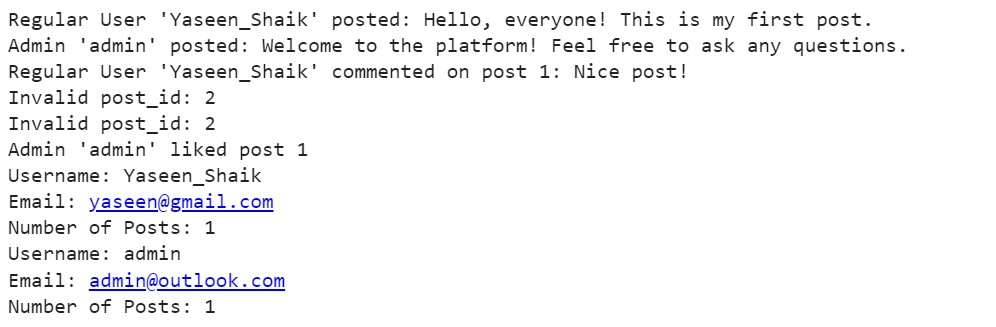 Regular User 'Yaseen_Shaik' posted: Hello, everyone! This is my first post.
Admin 'admin' posted: Welcome to the platform! Feel free to ask any questions.
Regular User 'Yaseen_Shaik' commented on post 1: Nice post!
Invalid post_id: 2
Invalid post_id: 2
Admin 'admin' liked post 1
Username: Yaseen_Shaik
Email: yaseen@gmail.com
Number of Posts: 1
Username: admin
Email: admin@outlook.com
Number of Posts: 1